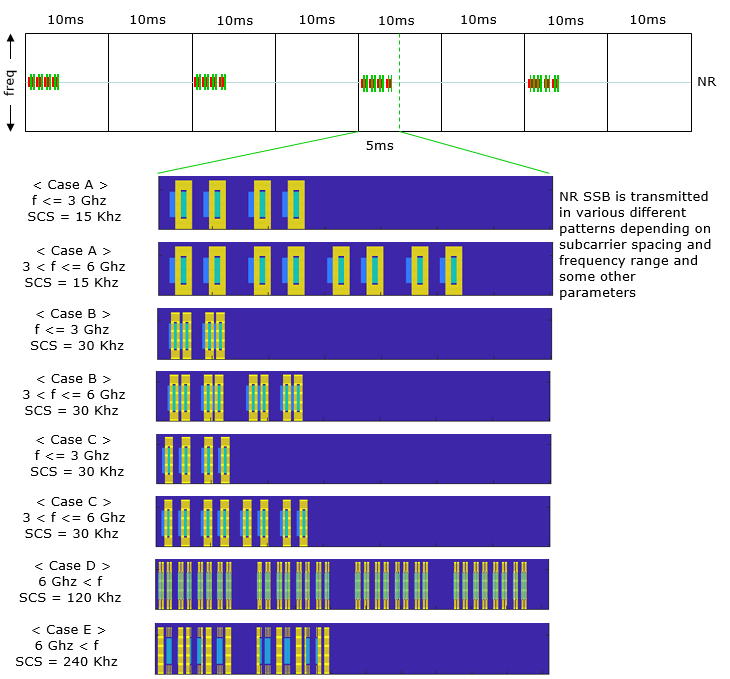 10ms 10ms 10ms 10ms 10ms 10ms 10ms 10ms
freq
NR
5ms
< Case A >
f <= 3 Ghz
SCS = 15 Khz
NR SSB is transmitted
in various different
patterns depending on
subcarrier spacing and
frequency range and
some other
parameters
< Case A >
3 < f <= 6 Ghz
SCS = 15 Khz
< Case B >
f <= 3 Ghz
SCS = 30 Khz
< Case B >
3 < f <= 6 Ghz
SCS = 30 Khz
< Case C >
f <= 3 Ghz
SCS = 30 Khz
< Case C >
3 < f <= 6 Ghz
SCS = 30 Khz
< Case D >
6 Ghz < f
SCS = 120 Khz
< Case E >
6 Ghz < f
SCS = 240 Khz